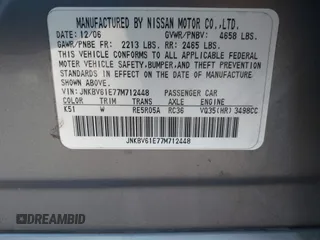 MANUFACTURED BY NISSAN MOTOR CO.,LTD.
DATE: 12/06 GVWR/PNBV: 4658 LBS.
GAWR/PNBE FR: 2213 LBS. RR: 2465 LBS.
THIS VEHICLE CONFORMS TO ALL APPLICABLE FEDERAL
MOTOR VEHICLE SAFETY, BUMPER, AND THEFT PREVENTION
STANDARDS IN EFFECT ON THE DATE OF MANUFACTURE
SHOWN ABOVE.
VIN: JNKBV61E77M712448 PASSENGER CAR
COLOR TRIM TRANS AXLE ENGINE
K51 W RE5R05A RC36 VQ35(HR) 3498CC
JNKBV61E77M712448
BIDFAX.INFO